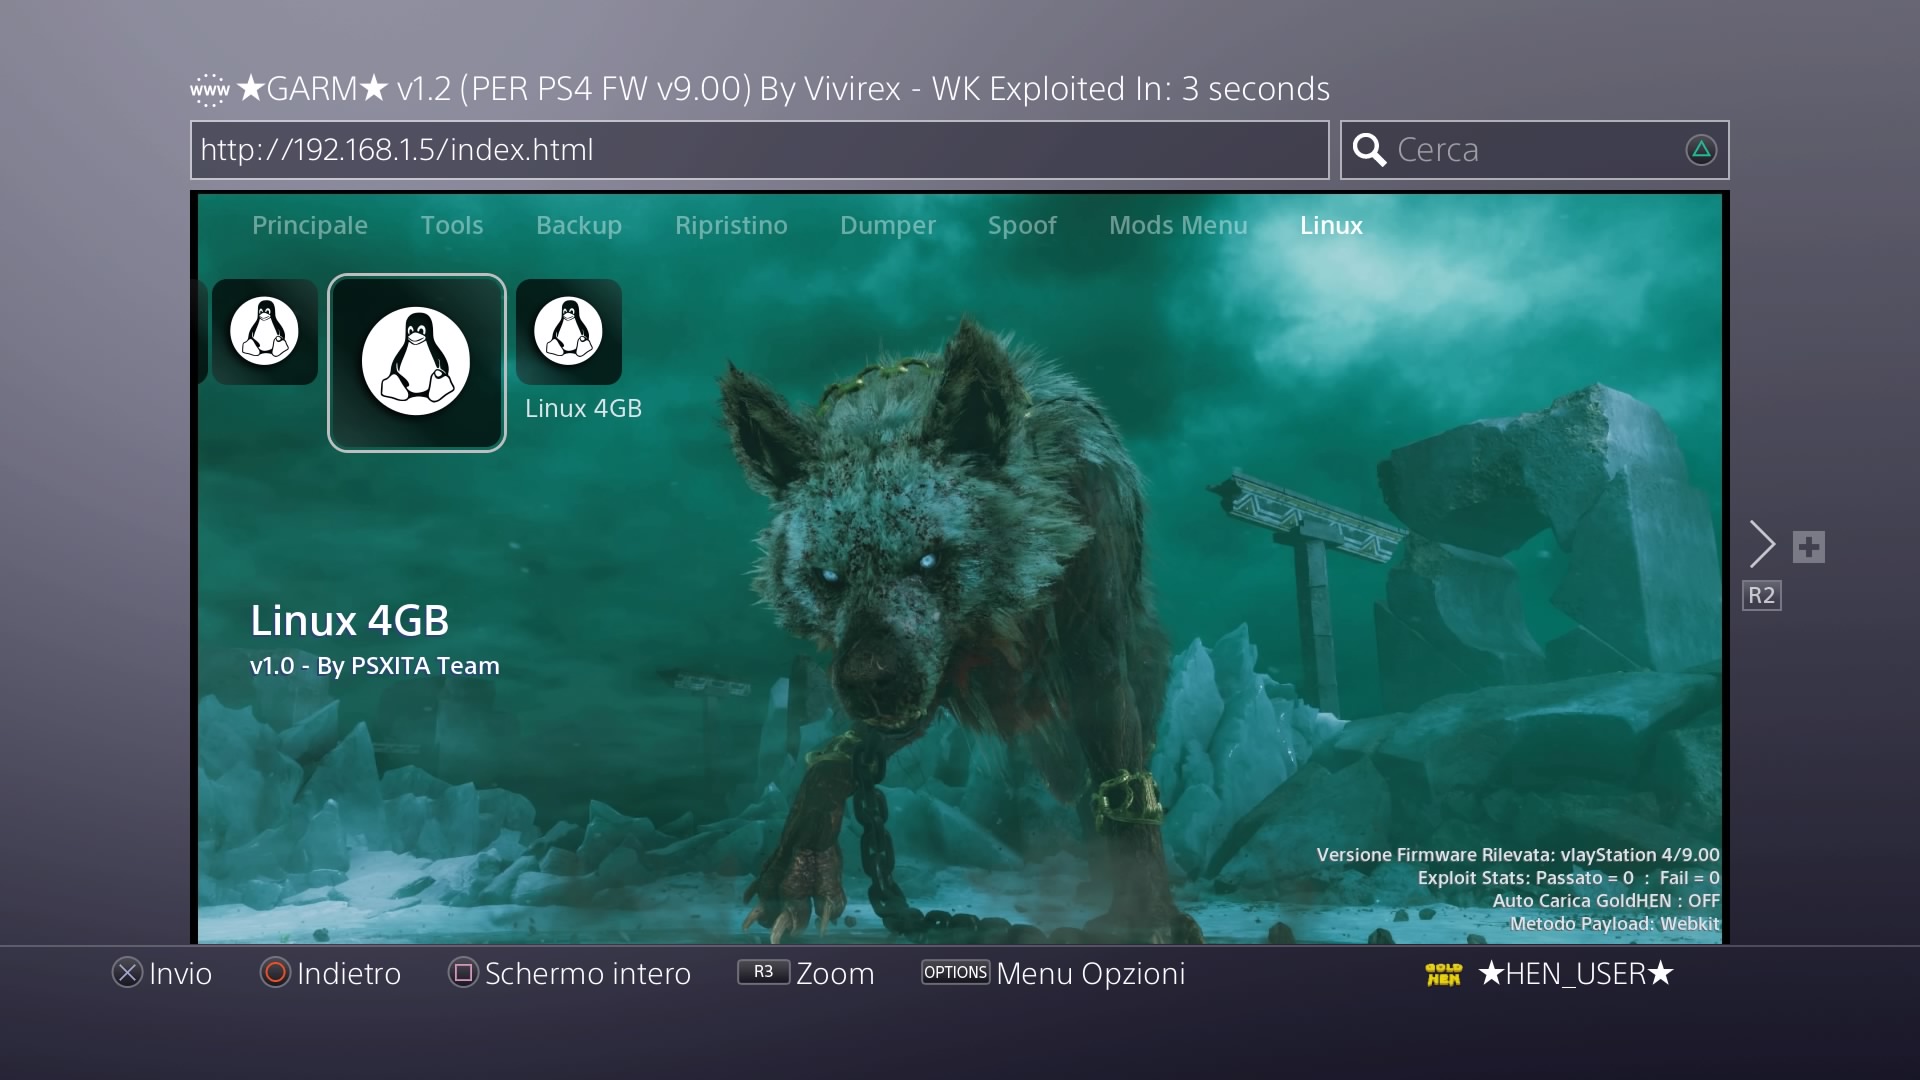 www ★GARM★ v1.2 (PER PS4 FW v9.00) By Vivirex - WK Exploited In: 3 seconds
http://192.168.1.5/index.html
Cerca
Principale Tools Backup Ripristino Dumper Spoof Mods Menu Linux
Linux 4GB
R2
Linux 4GB
v1.0 - By PSXITA Team
Versione Firmware Rilevata: vlayStation 4/9.00
Exploit Stats: Passato = 0 : Fail = 0
Auto Carica GoldHEN : OFF
Metodo Payload: Webkit
Invio Indietro Schermo intero R3 Zoom OPTIONS Menu Opzioni GOLD HEN ★HEN_USER★